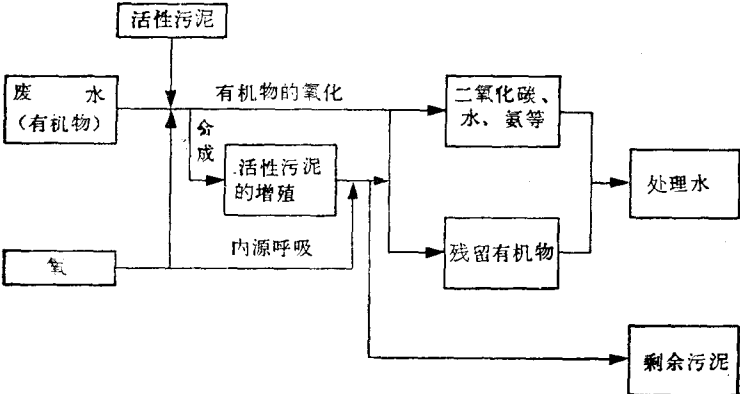 活性污泥
废 水
(有机物)
有机物的氧化
二氧化碳、
水、氨等
分
成
.活性污泥
的增殖
处理水
内源呼吸
残留有机物
氧
剩余污泥